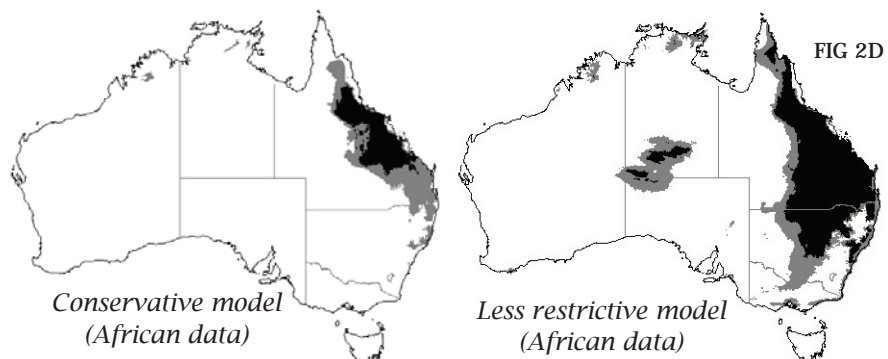 FIG 2D
Conservative model
(African data)
Less restrictive model
(African data)